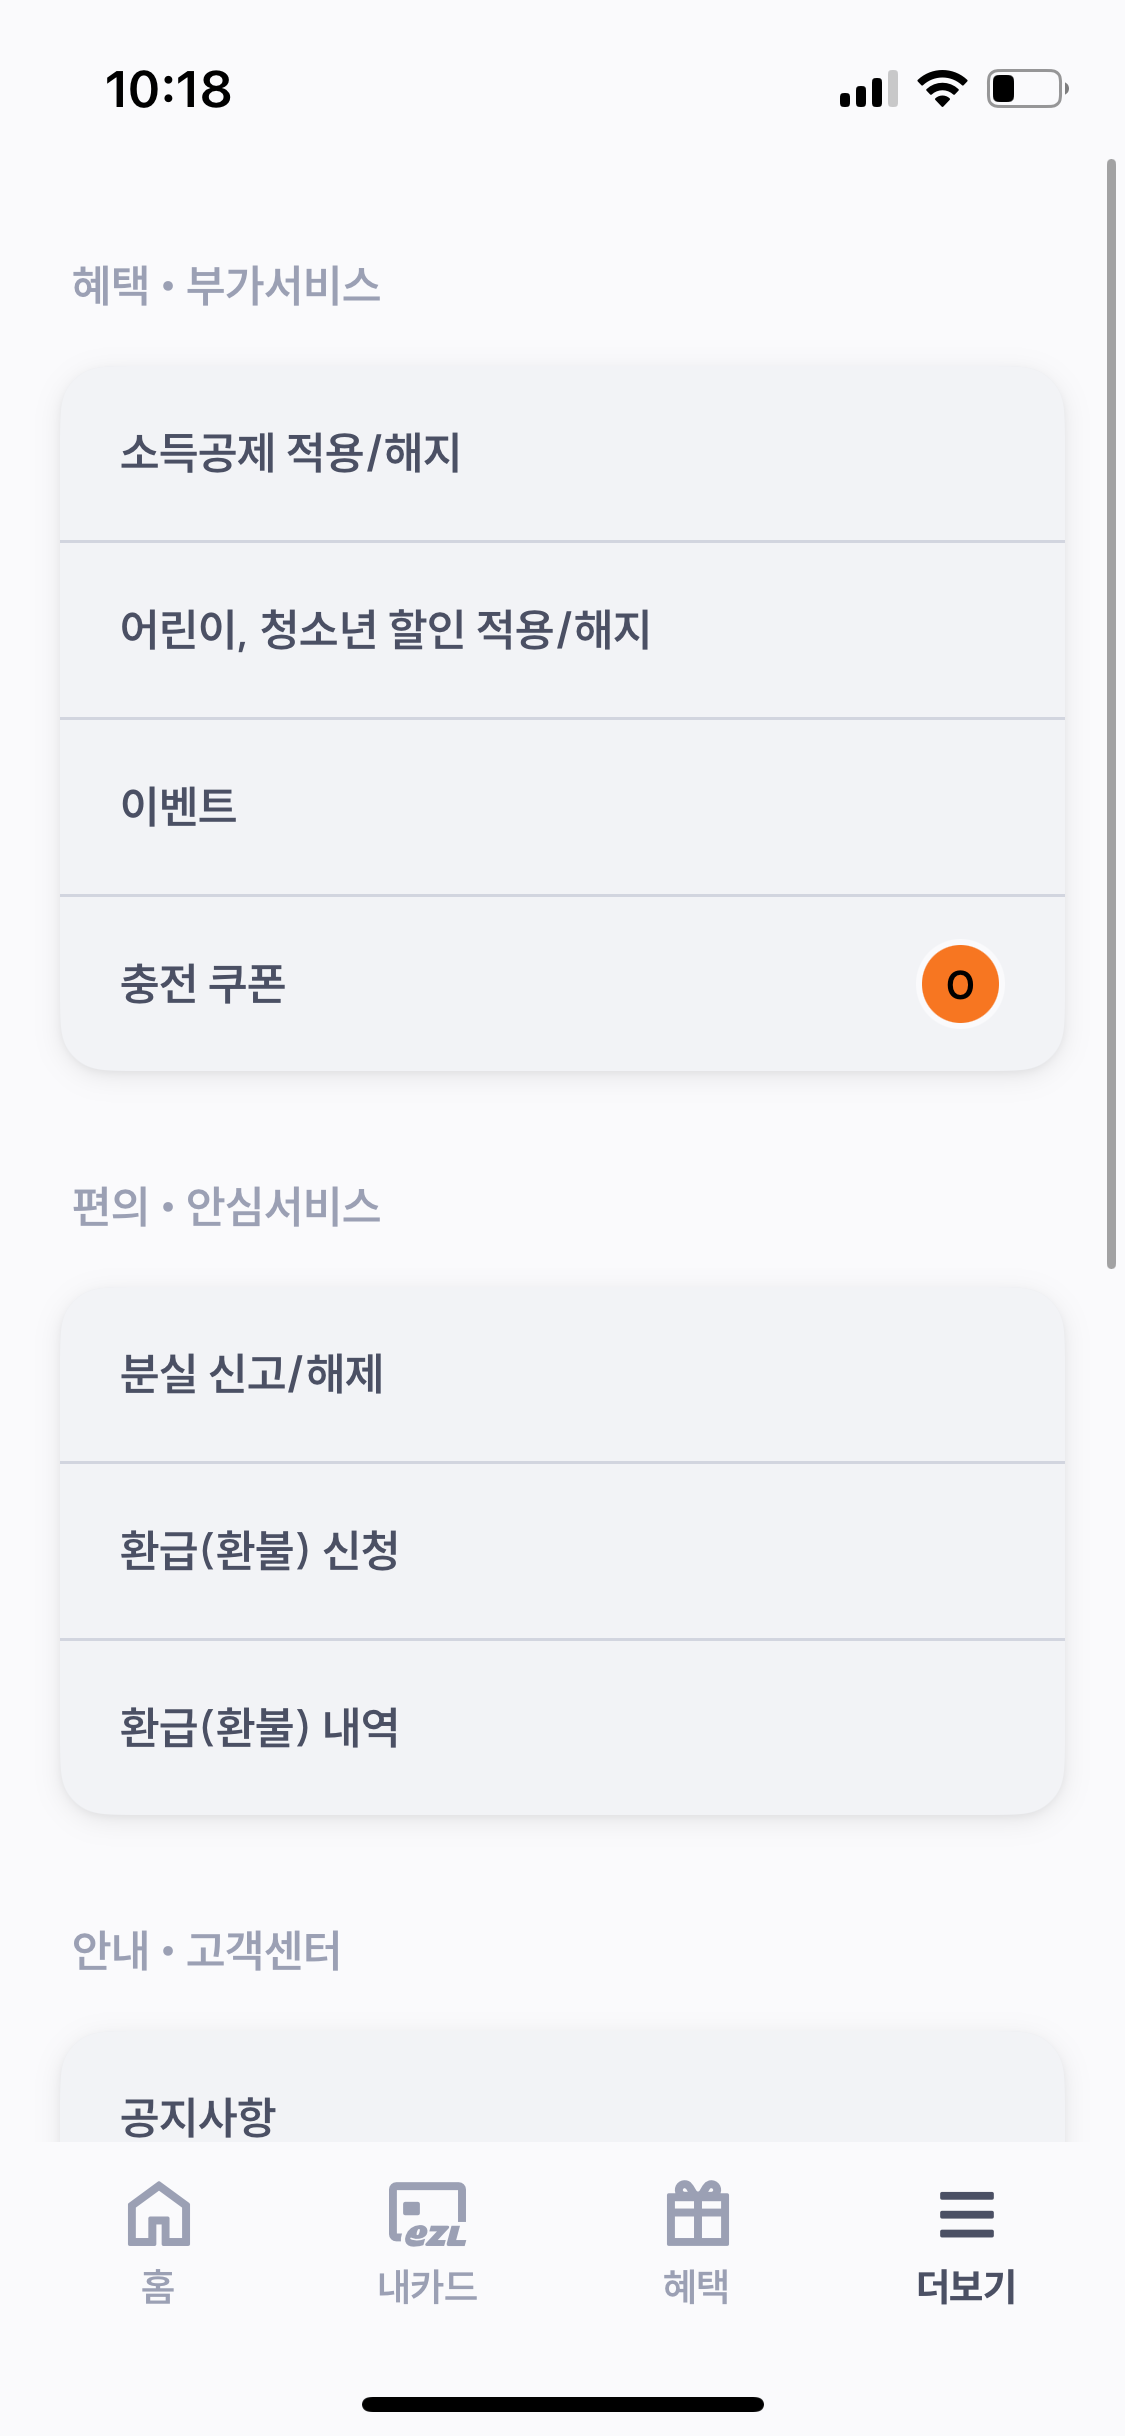 10:18
혜택 • 부가서비스
소득공제 적용/해지
어린이, 청소년 할인 적용/해지
이벤트
충전 쿠폰 0
편의 • 안심서비스
분실 신고/해제
환급(환불) 신청
환급(환불) 내역
안내 • 고객센터
공지사항
ezL
홈 내카드 혜택 더보기